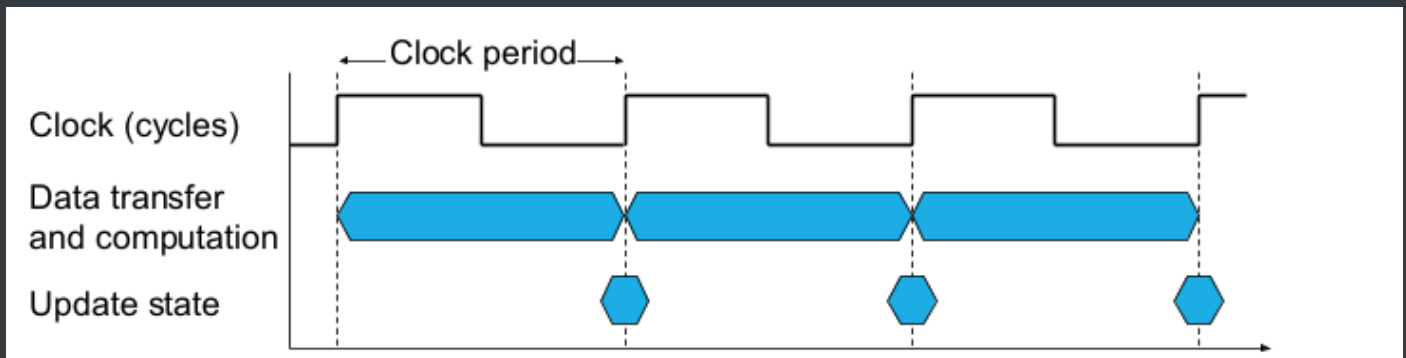 Clock period
Clock (cycles)
Data transfer
and computation
Update state